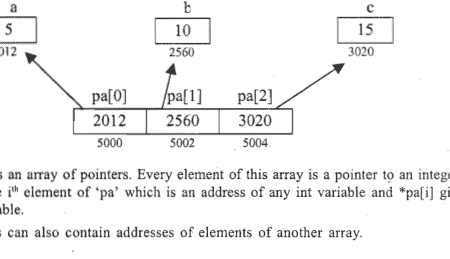 a b c
5 10 15
012 2560 3020
pa[0] pa[1] pa[2]
2012 2560 3020
5000 5002 5004
s an array of pointers. Every element of this array is a pointer to an intege
e iᵗʰ element of ‘pa’ which is an address of any int variable and *pa[i] gi
able.
s can also contain addresses of elements of another array.